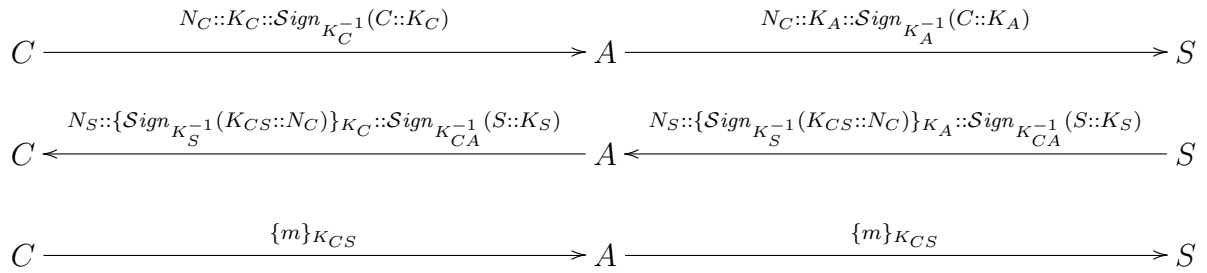 N_C::K_C::Sign_{K_C^{-1}}(C::K_C) N_C::K_A::Sign_{K_A^{-1}}(C::K_A)
C A S
N_S::{Sign_{K_S^{-1}}(K_{CS}::N_C)}_{K_C}::Sign_{K_{CA}^{-1}}(S::K_S) N_S::{Sign_{K_S^{-1}}(K_{CS}::N_C)}_{K_A}::Sign_{K_{CA}^{-1}}(S::K_S)
C A S
{m}_{K_{CS}} {m}_{K_{CS}}
C A S